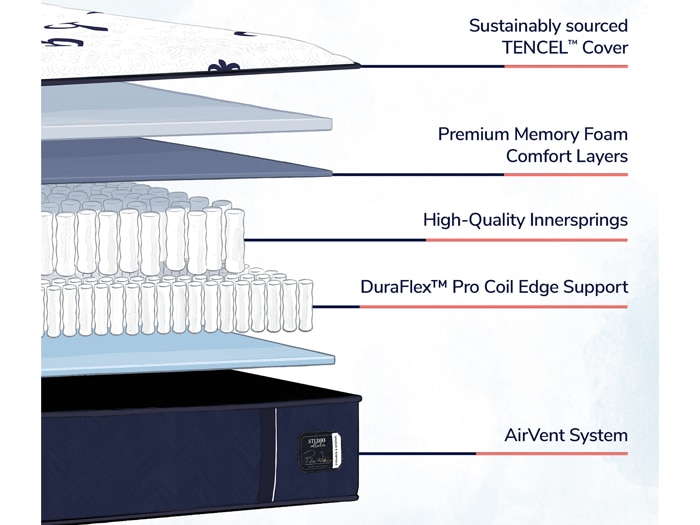 Sustainably sourced
TENCEL™ Cover
Premium Memory Foam
Comfort Layers
High-Quality Innersprings
DuraFlex™ Pro Coil Edge Support
AirVent System
STUDIO